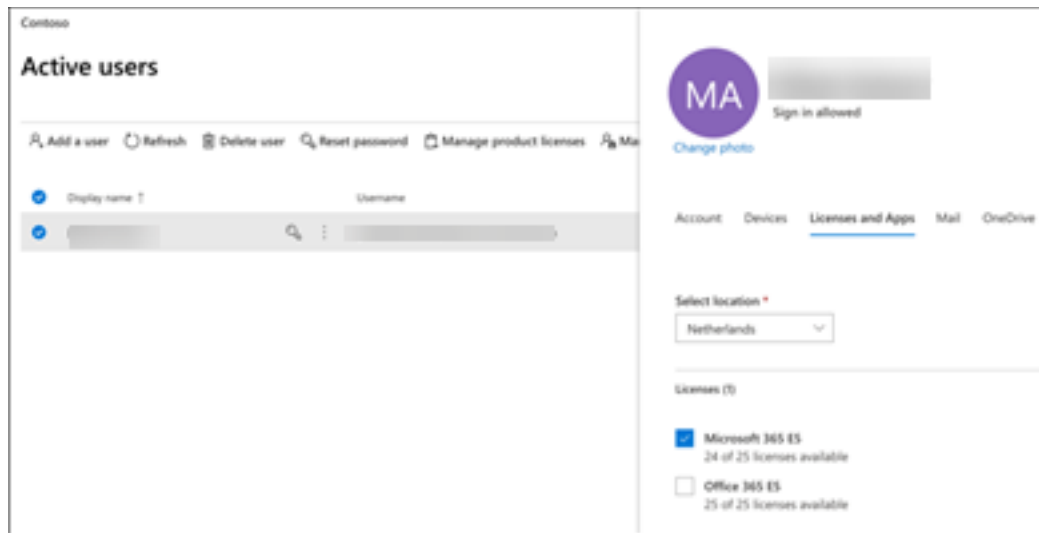 Contoso
Active users
Add a user Refresh Delete user Reset password Manage product licenses Ma
Display name ↑ Username
MA
Sign in allowed
Change photo
Account Devices Licenses and Apps Mail OneDrive
Select location *
Netherlands
Licenses (1)
Microsoft 365 E5
24 of 25 licenses available
Office 365 E5
25 of 25 licenses available